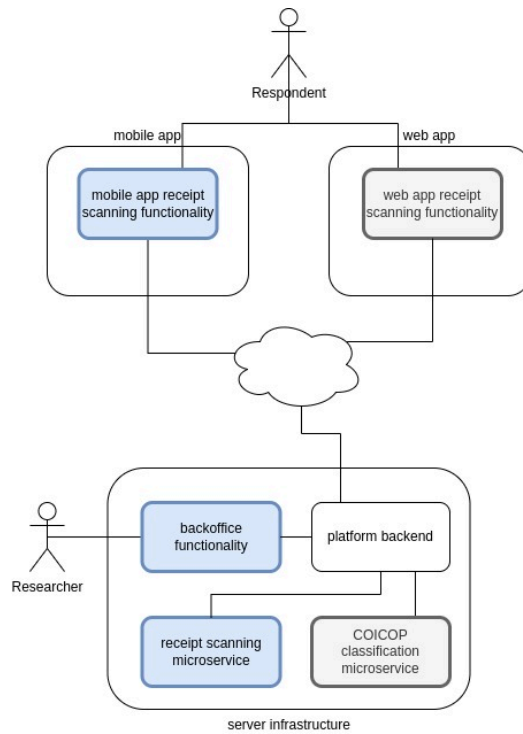 Respondent
mobile app
web app
mobile app receipt
scanning functionality
web app receipt
scanning functionality
backoffice
functionality
platform backend
Researcher
receipt scanning
microservice
COICOP
classification
microservice
server infrastructure